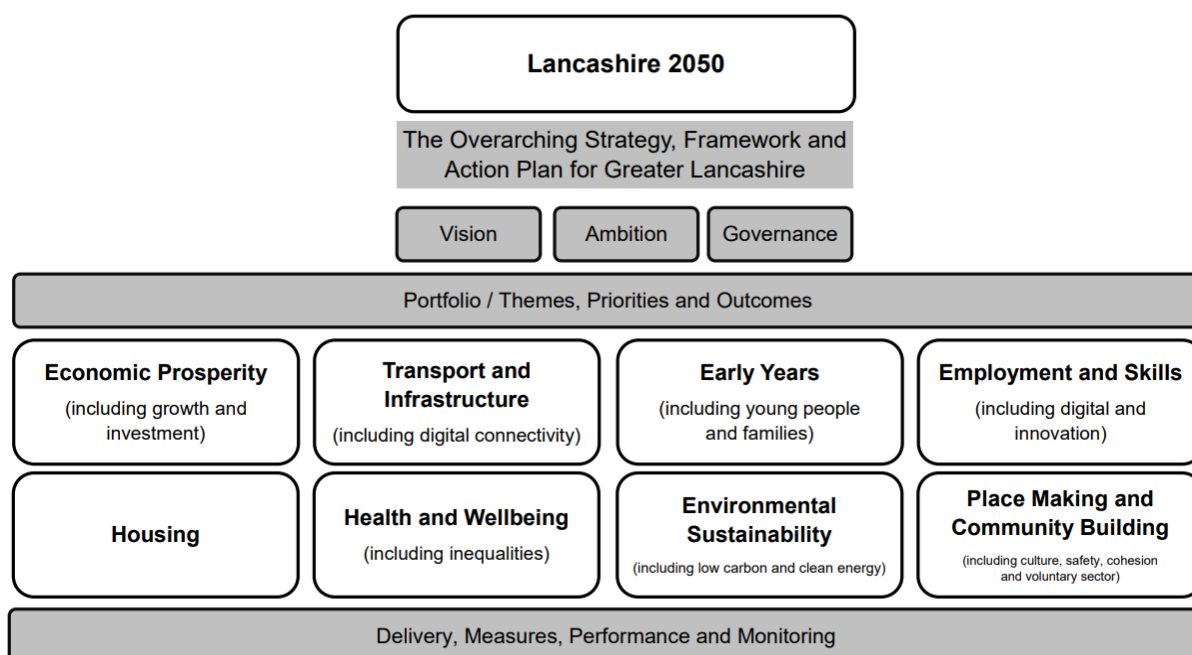 Lancashire 2050
The Overarching Strategy, Framework and
Action Plan for Greater Lancashire
Vision
Ambition
Governance
Portfolio / Themes, Priorities and Outcomes
Economic Prosperity
(including growth and
investment)
Transport and
Infrastructure
(including digital connectivity)
Early Years
(including young people
and families)
Employment and Skills
(including digital and
innovation)
Housing
Health and Wellbeing
(including inequalities)
Environmental
Sustainability
(including low carbon and clean energy)
Place Making and
Community Building
(including culture, safety, cohesion
and voluntary sector)
Delivery, Measures, Performance and Monitoring